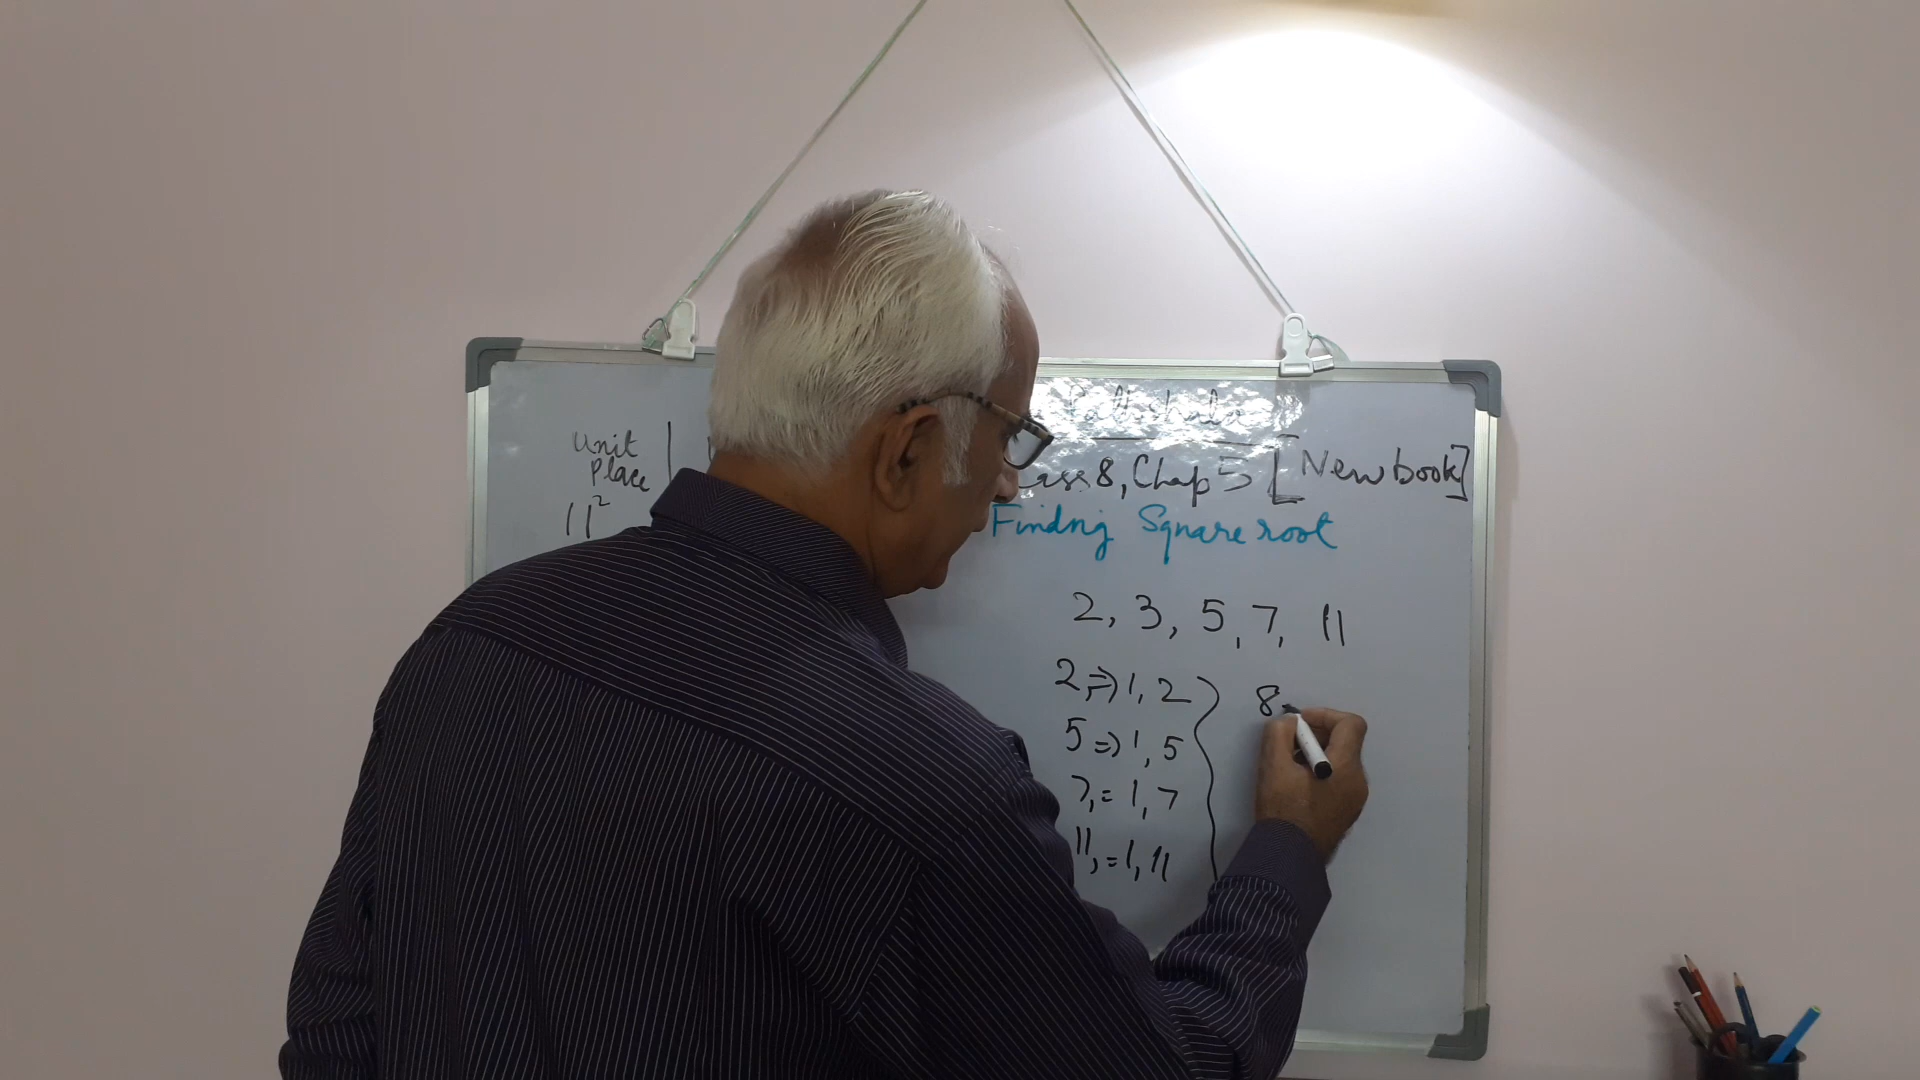 Unit
Place
11²
Pathshala
Class 8, Chap 5 [New book]
Finding Square root
2, 3, 5, 7, 11
2, ⇒ 1, 2
5 ⇒ 1, 5
7, = 1, 7
11, = 1, 11
8